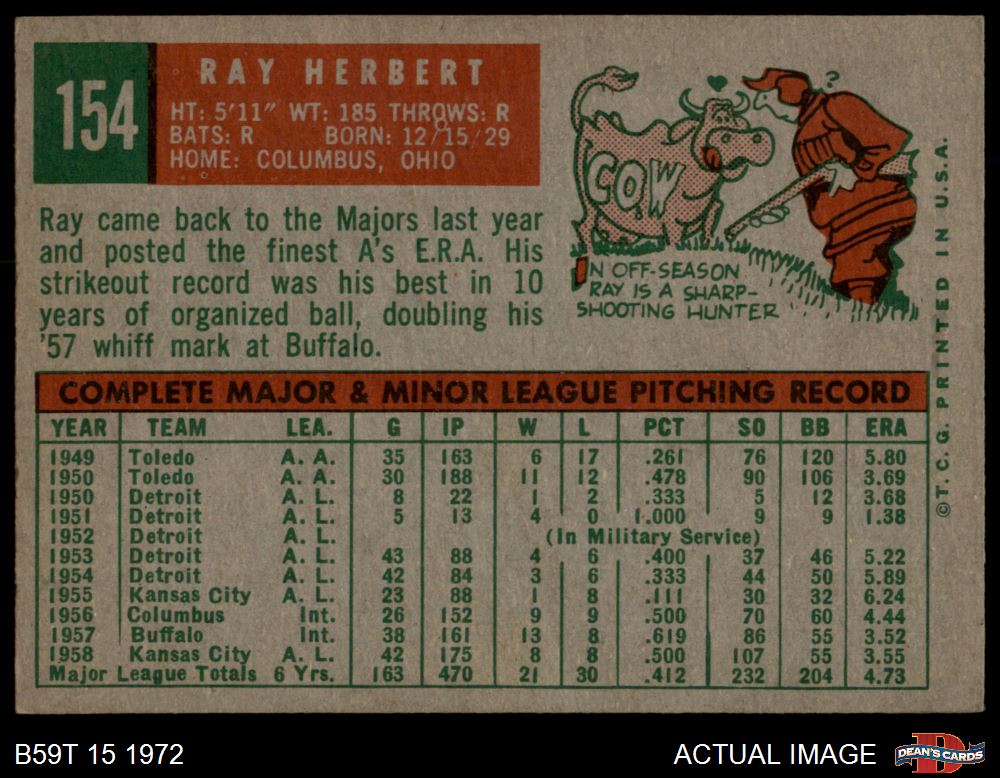 154
RAY HERBERT
HT: 5'11" WT: 185 THROWS: R
BATS: R BORN: 12/15/29
HOME: COLUMBUS, OHIO
Ray came back to the Majors last year
and posted the finest A's E.R.A. His
strikeout record was his best in 10
years of organized ball, doubling his
'57 whiff mark at Buffalo.
?
COW
IN OFF-SEASON
RAY IS A SHARP-
SHOOTING HUNTER
©T. C. G. PRINTED IN U.S.A.
COMPLETE MAJOR & MINOR LEAGUE PITCHING RECORD
YEAR TEAM LEA. G IP W L PCT SO BB ERA
1949 Toledo A. A. 35 163 6 17 .261 76 120 5.80
1950 Toledo A. A. 30 188 11 12 .478 90 106 3.69
1950 Detroit A. L. 8 22 1 2 .333 5 12 3.68
1951 Detroit A. L. 5 13 4 0 1.000 9 9 1.38
1952 Detroit A. L. (In Military Service)
1953 Detroit A. L. 43 88 4 6 .400 37 46 5.22
1954 Detroit A. L. 42 84 3 6 .333 44 50 5.89
1955 Kansas City A. L. 23 88 1 8 .111 30 32 6.24
1956 Columbus Int. 26 152 9 9 .500 70 60 4.44
1957 Buffalo Int. 38 161 13 8 .619 86 55 3.52
1958 Kansas City A. L. 42 175 8 8 .500 107 55 3.55
Major League Totals 6 Yrs. 163 470 21 30 .412 232 204 4.73
B59T 15 1972
ACTUAL IMAGE
DEAN'S CARDS